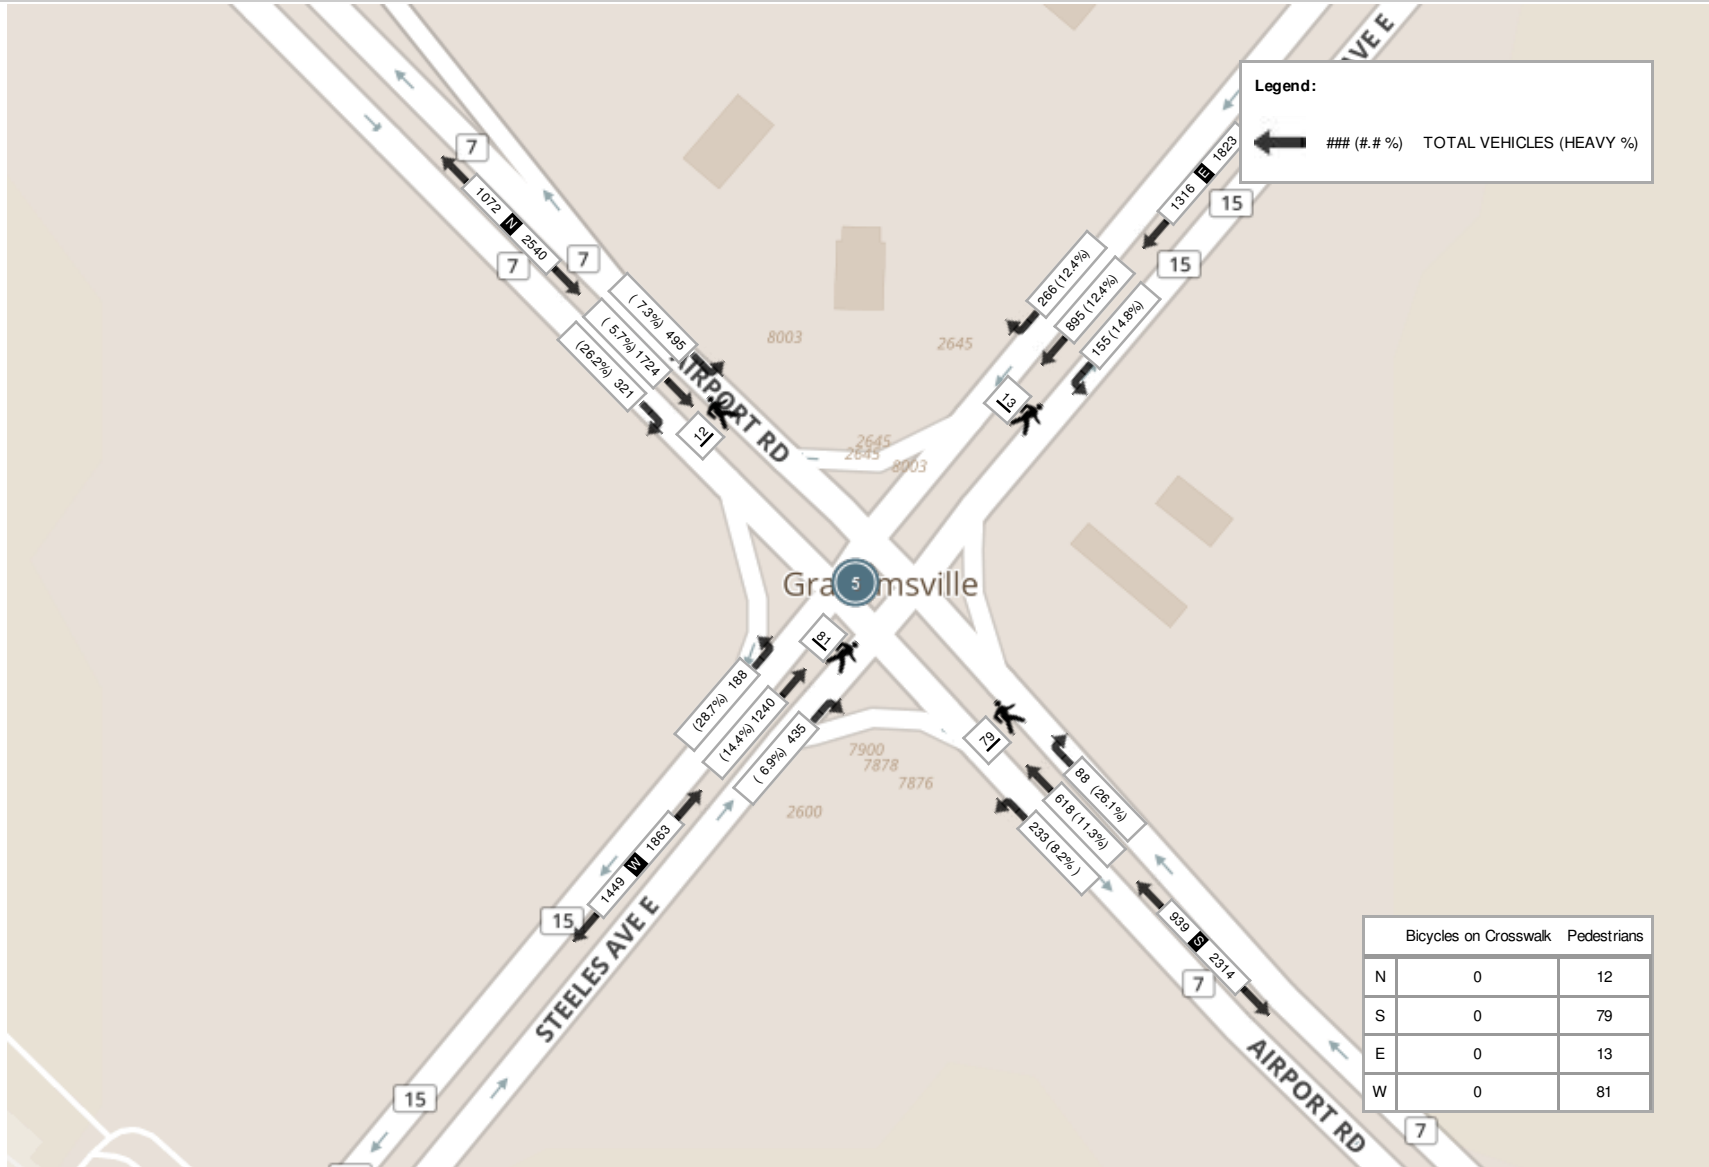 AVE E
Legend:
### (#.# %) TOTAL VEHICLES (HEAVY %)
7
1072 N 2540
7
7
1316 E 1823
15
15
( 7.3%) 495
( 5.7%) 1724
(26.2%) 321
266 (12.4%)
895 (12.4%)
155 (14.8%)
8003
2645
AIRPORT RD
12
13
2645
2645
8003
5
81
(28.7%) 188
(14.4%) 1240
( 6.9%) 435
79
7900
7878
7876
2600
88 (26.1%)
618 (11.3%)
233 (8.2% )
1449 W 1863
15
STEELES AVE E
939 S 2314
7
AIRPORT RD
15
7
Bicycles on Crosswalk Pedestrians
N 0 12
S 0 79
E 0 13
W 0 81